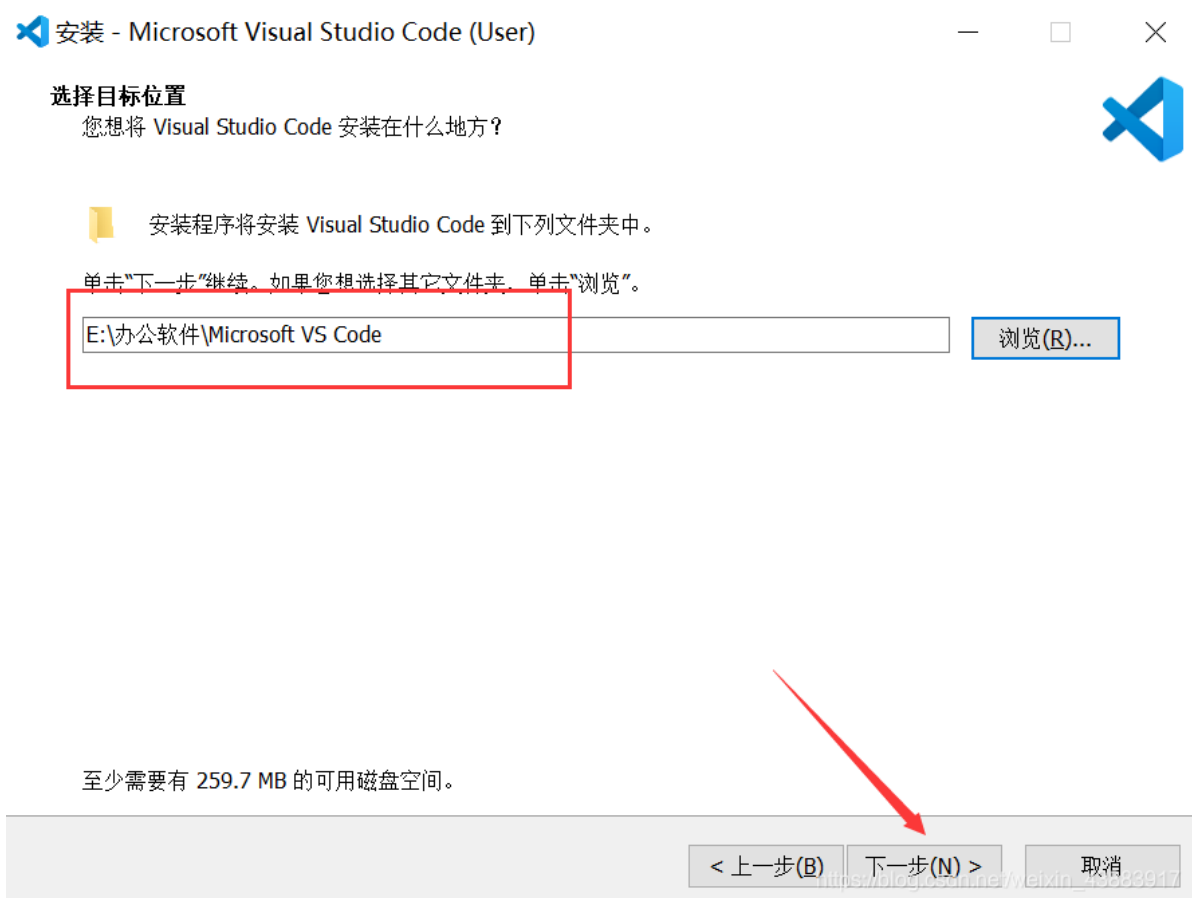 安装 - Microsoft Visual Studio Code (User)
选择目标位置
您想将 Visual Studio Code 安装在什么地方？
安装程序将安装 Visual Studio Code 到下列文件夹中。
单击“下一步”继续。如果您想选择其它文件夹，单击“浏览”。
E:\办公软件\Microsoft VS Code
浏览(R)...
至少需要有 259.7 MB 的可用磁盘空间。
< 上一步(B)
下一步(N) >
取消
https://blog.csdn.net/weixin_43883917